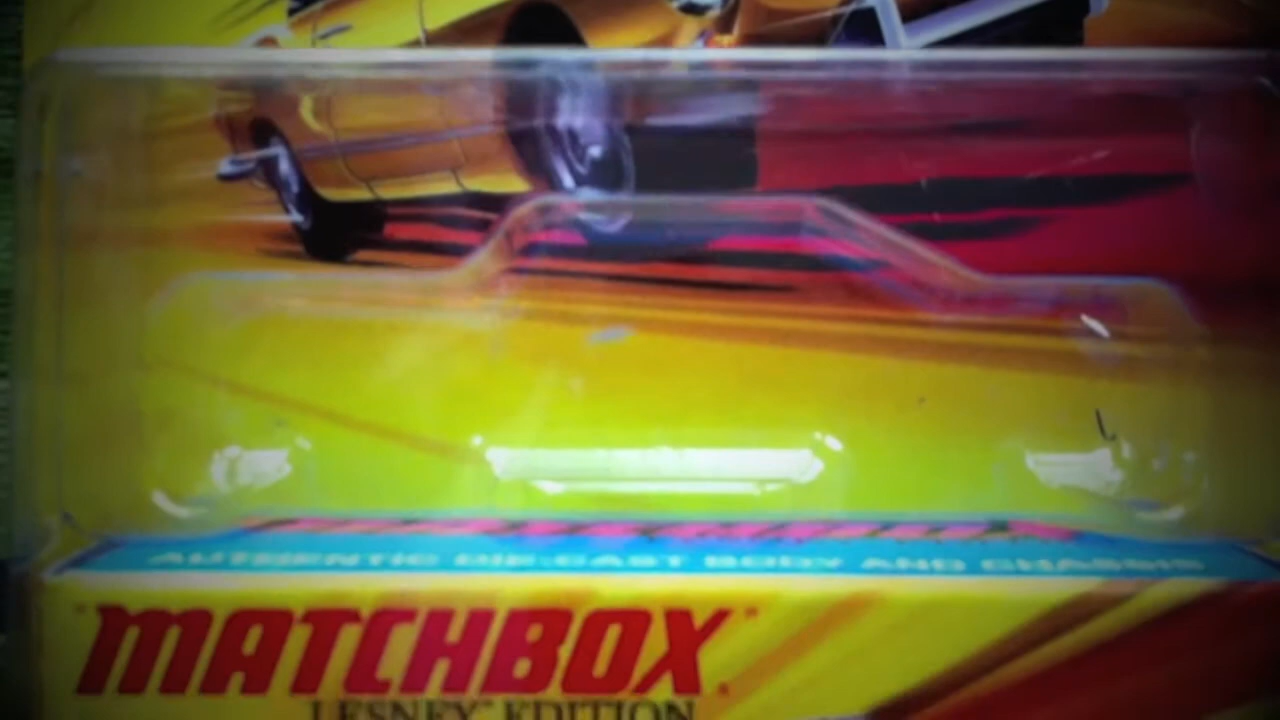 AUTHENTIC DIE-CAST BODY AND CHASSIS
"MATCHBOX"
LESNEY EDITION